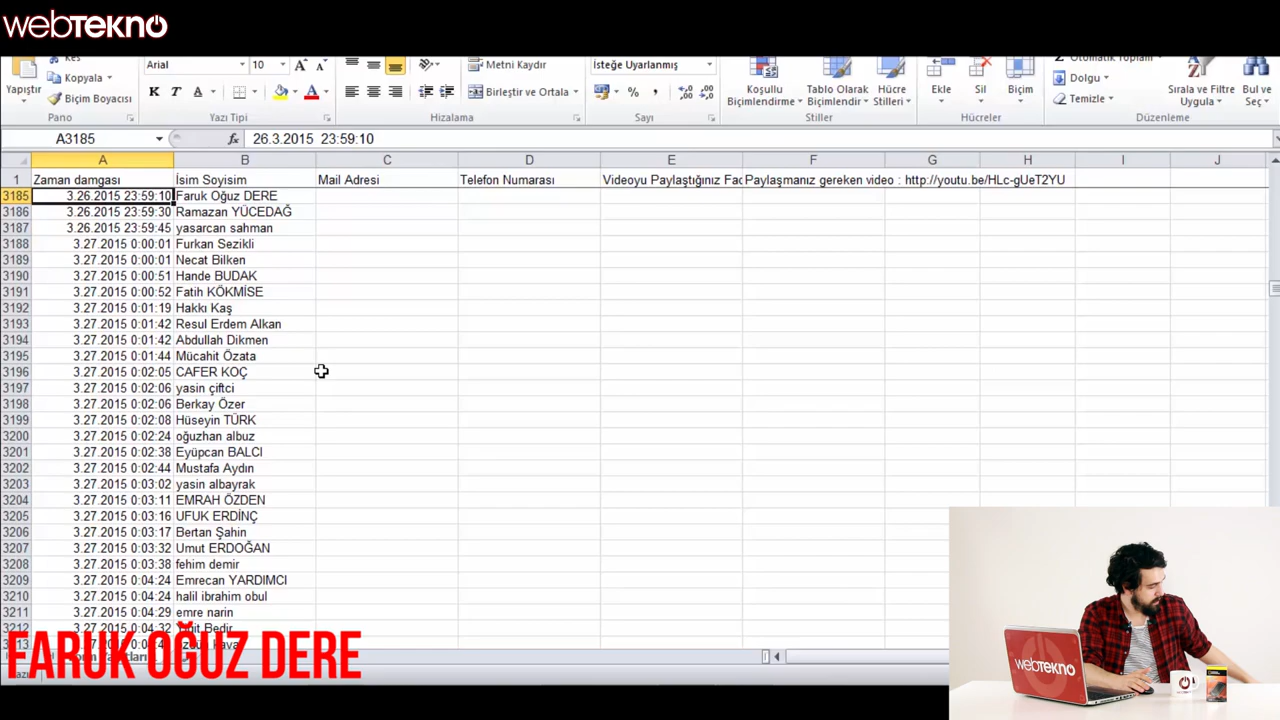 webtekno
Kes
Yapıştır
Kopyala
Biçim Boyacısı
Pano
Arial 10
K T A
Yazı Tipi
Metni Kaydır
Birleştir ve Ortala
Hizalama
İsteğe Uyarlanmış
%
Sayı
Koşullu Biçimlendirme
Tablo Olarak Biçimlendir
Hücre Stilleri
Stiller
Ekle
Sil
Biçim
Hücreler
Otomatik Toplam
Dolgu
Temizle
Sırala ve Filtre Uygula
Bul ve Seç
Düzenleme
A3185 fx 26.3.2015 23:59:10
A B C D E F G H I J
1 Zaman damgası İsim Soyisim Mail Adresi Telefon Numarası Videoyu Paylaştığınız Fac Paylaşmanız gereken video : http://youtu.be/HLc-gUeT2YU
3185 3.26.2015 23:59:10 Faruk Oğuz DERE
3186 3.26.2015 23:59:30 Ramazan YÜCEDAĞ
3187 3.26.2015 23:59:45 yasarcan sahman
3188 3.27.2015 0:00:01 Furkan Sezikli
3189 3.27.2015 0:00:01 Necat Bilken
3190 3.27.2015 0:00:51 Hande BUDAK
3191 3.27.2015 0:00:52 Fatih KÖKMİSE
3192 3.27.2015 0:01:19 Hakkı Kaş
3193 3.27.2015 0:01:42 Resul Erdem Alkan
3194 3.27.2015 0:01:42 Abdullah Dikmen
3195 3.27.2015 0:01:44 Mücahit Özata
3196 3.27.2015 0:02:05 CAFER KOÇ
3197 3.27.2015 0:02:06 yasin çiftci
3198 3.27.2015 0:02:06 Berkay Özer
3199 3.27.2015 0:02:08 Hüseyin TÜRK
3200 3.27.2015 0:02:24 oğuzhan albuz
3201 3.27.2015 0:02:38 Eyüpcan BALCI
3202 3.27.2015 0:02:44 Mustafa Aydın
3203 3.27.2015 0:03:02 yasin albayrak
3204 3.27.2015 0:03:11 EMRAH ÖZDEN
3205 3.27.2015 0:03:16 UFUK ERDİNÇ
3206 3.27.2015 0:03:17 Bertan Şahin
3207 3.27.2015 0:03:32 Umut ERDOĞAN
3208 3.27.2015 0:03:38 fehim demir
3209 3.27.2015 0:04:24 Emrecan YARDIMCI
3210 3.27.2015 0:04:24 halil ibrahim obul
3211 3.27.2015 0:04:29 emre narin
3212 3.27.2015 0:04:32 Yiğit Bedir
FARUK OĞUZ DERE
webtekno